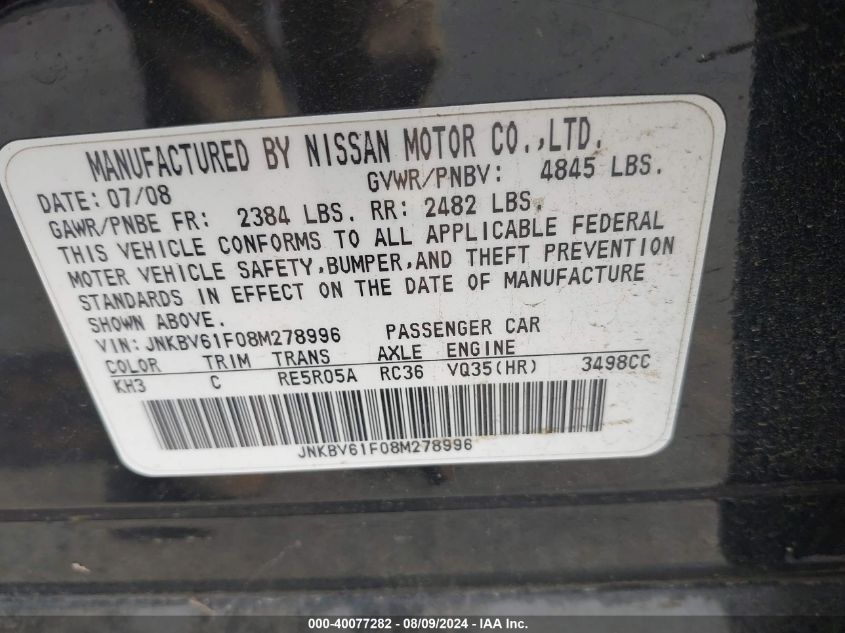 MANUFACTURED BY NISSAN MOTOR CO.,LTD.
DATE: 07/08 GVWR/PNBV: 4845 LBS.
GAWR/PNBE FR: 2384 LBS. RR: 2482 LBS.
THIS VEHICLE CONFORMS TO ALL APPLICABLE FEDERAL
MOTER VEHICLE SAFETY,BUMPER,AND THEFT PREVENTION
STANDARDS IN EFFECT ON THE DATE OF MANUFACTURE
SHOWN ABOVE.
VIN: JNKBV61F08M278996 PASSENGER CAR
COLOR TRIM TRANS AXLE ENGINE
KH3 C RE5R05A RC36 VQ35(HR) 3498CC
JNKBV61F08M278996
000-40077282 - 08/09/2024 - © IAA Inc.